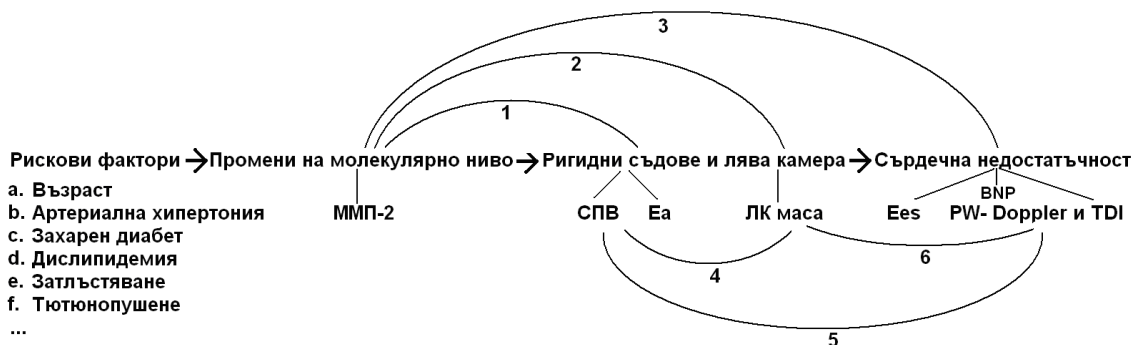 3
2
1
Рискови фактори → Промени на молекулярно ниво → Ригидни съдове и лява камера → Сърдечна недостатъчност
a. Възраст
b. Артериална хипертония
c. Захарен диабет
d. Дислипидемия
e. Затлъстяване
f. Тютюнопушене
...
ММП-2
СПВ Ea ЛК маса
BNP
Ees PW- Doppler и TDI
4
6
5